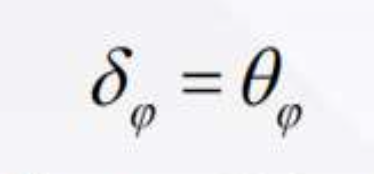 δ_φ = θ_φ